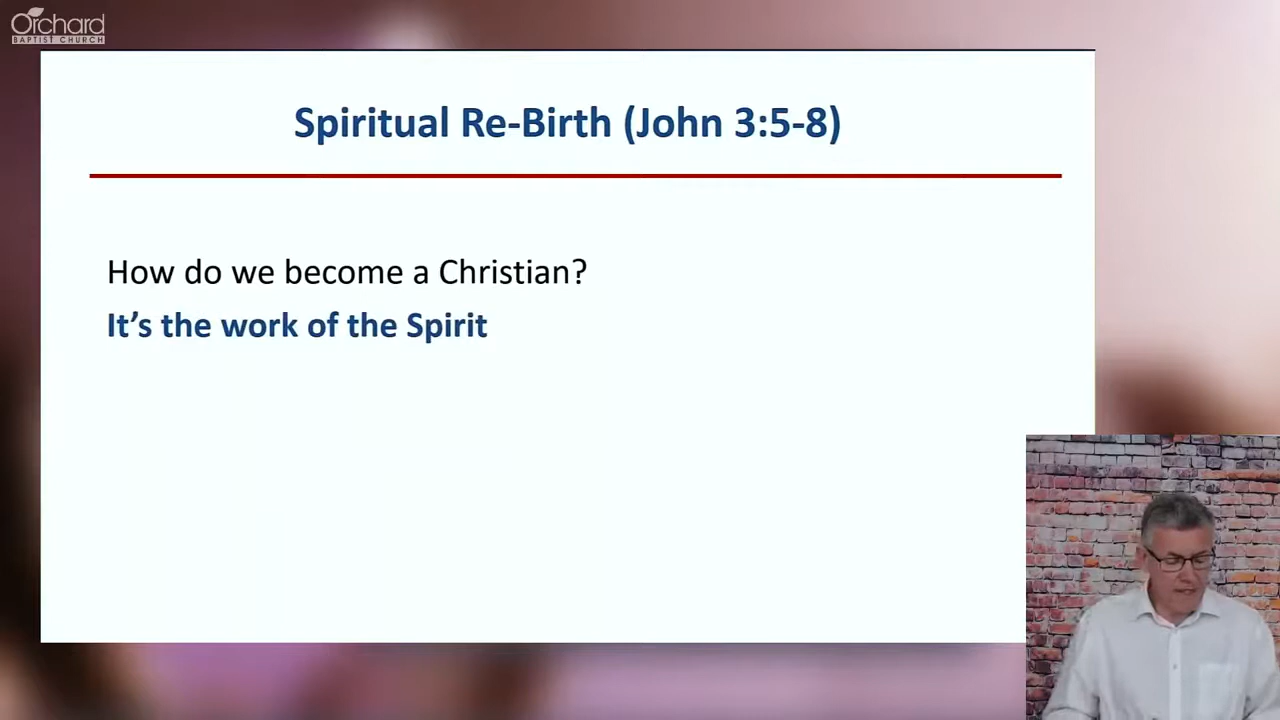 Orchard
BAPTIST CHURCH
Spiritual Re-Birth (John 3:5-8)
How do we become a Christian?
It's the work of the Spirit